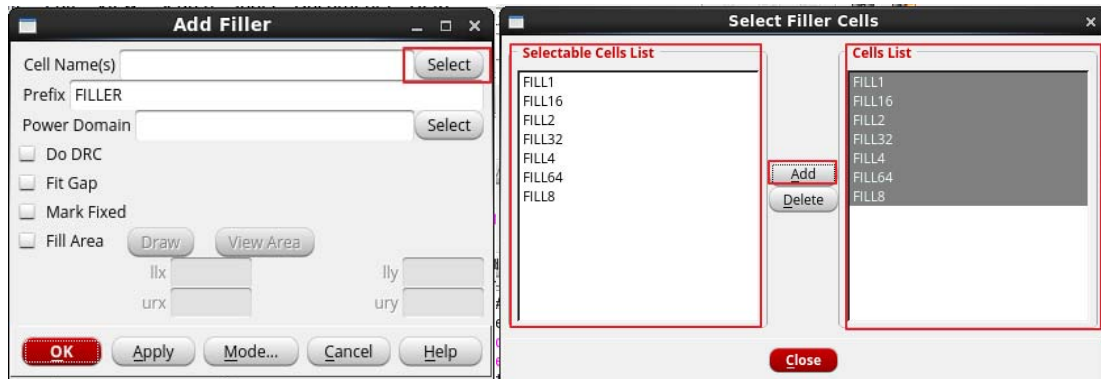 Add Filler
Cell Name(s) Select
Prefix FILLER
Power Domain Select
Do DRC
Fit Gap
Mark Fixed
Fill Area Draw View Area
llx lly
urx ury
OK Apply Mode... Cancel Help
Select Filler Cells
Selectable Cells List
FILL1
FILL16
FILL2
FILL32
FILL4
FILL64
FILL8
Add
Delete
Cells List
FILL1
FILL16
FILL2
FILL32
FILL4
FILL64
FILL8
Close